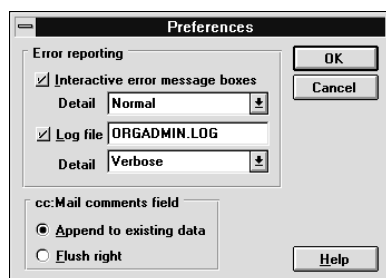 Preferences
Error reporting
OK
Interactive error message boxes
Cancel
Detail Normal
Log file ORGADMIN.LOG
Detail Verbose
cc:Mail comments field
Append to existing data
Flush right
Help